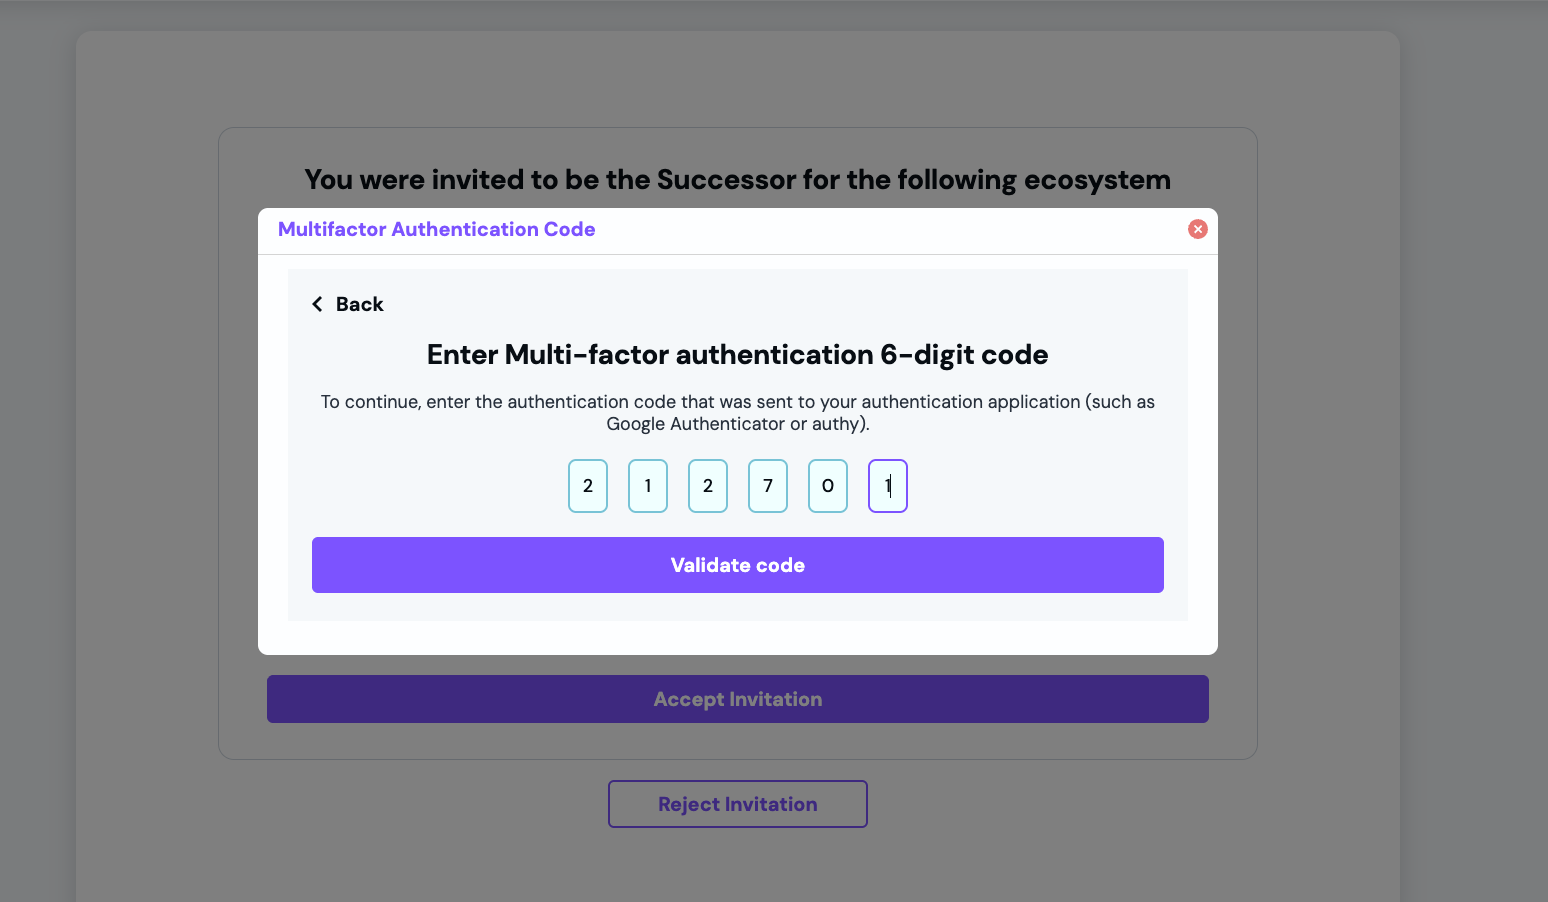 You were invited to be the Successor for the following ecosystem
Multifactor Authentication Code
Back
Enter Multi-factor authentication 6-digit code
To continue, enter the authentication code that was sent to your authentication application (such as
Google Authenticator or authy).
2 1 2 7 0 1
Validate code
Accept Invitation
Reject Invitation